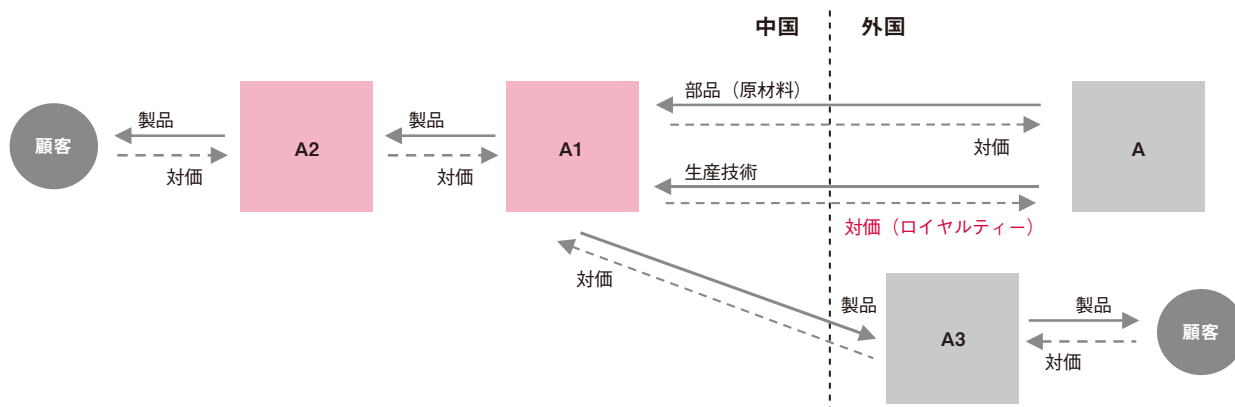 中国
外国
部品（原材料）
対価
製品
製品
顧客
A2
A1
A
対価
対価
生産技術
対価（ロイヤルティー）
対価
製品
製品
A3
顧客
対価